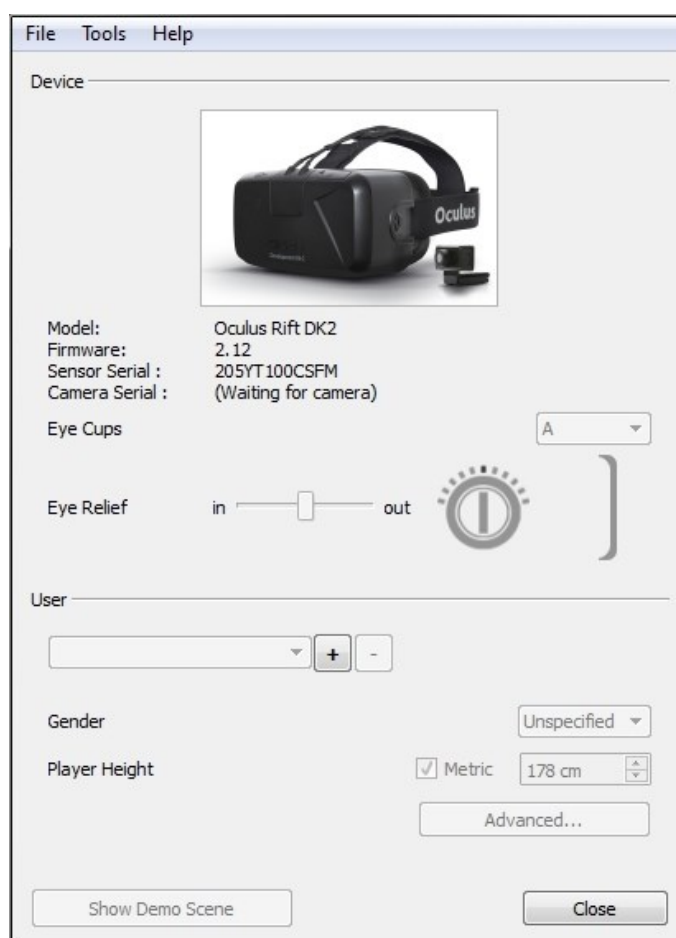 File Tools Help
Device
Oculus
Model: Oculus Rift DK2
Firmware: 2.12
Sensor Serial : 205YT100CSFM
Camera Serial : (Waiting for camera)
Eye Cups A
Eye Relief in out
User
+ -
Gender Unspecified
Player Height Metric 178 cm
Advanced...
Show Demo Scene Close